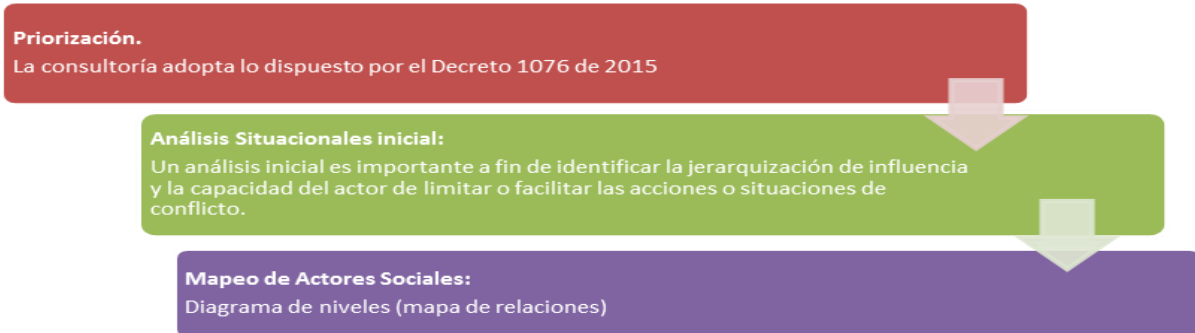 Priorización.
La consultoría adopta lo dispuesto por el Decreto 1076 de 2015
Análisis Situacionales inicial:
Un análisis inicial es importante a fin de identificar la jerarquización de influencia
y la capacidad del actor de limitar o facilitar las acciones o situaciones de
conflicto.
Mapeo de Actores Sociales:
Diagrama de niveles (mapa de relaciones)